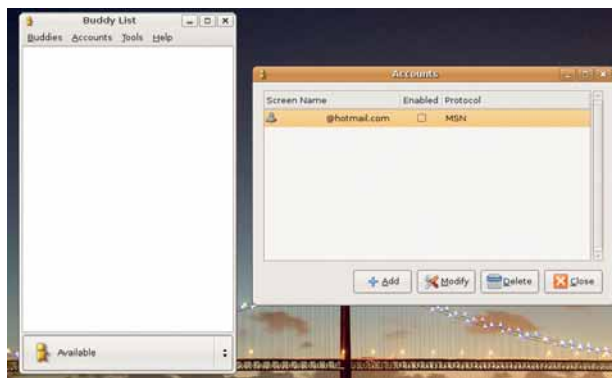 Buddy List
Buddies Accounts Tools Help
Available
Accounts
Screen Name Enabled Protocol
@hotmail.com MSN
Add Modify Delete Close